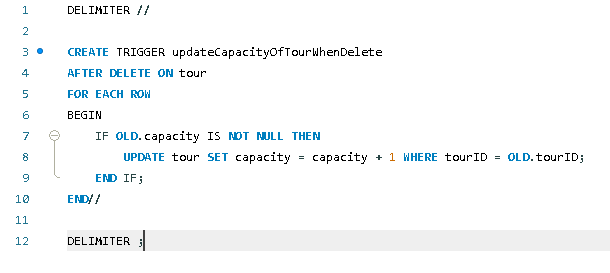 1 DELIMITER //
2
3 CREATE TRIGGER updateCapacityOfTourWhenDelete
4 AFTER DELETE ON tour
5 FOR EACH ROW
6 BEGIN
7 IF OLD.capacity IS NOT NULL THEN
8 UPDATE tour SET capacity = capacity + 1 WHERE tourID = OLD.tourID;
9 END IF;
10 END//
11
12 DELIMITER ;